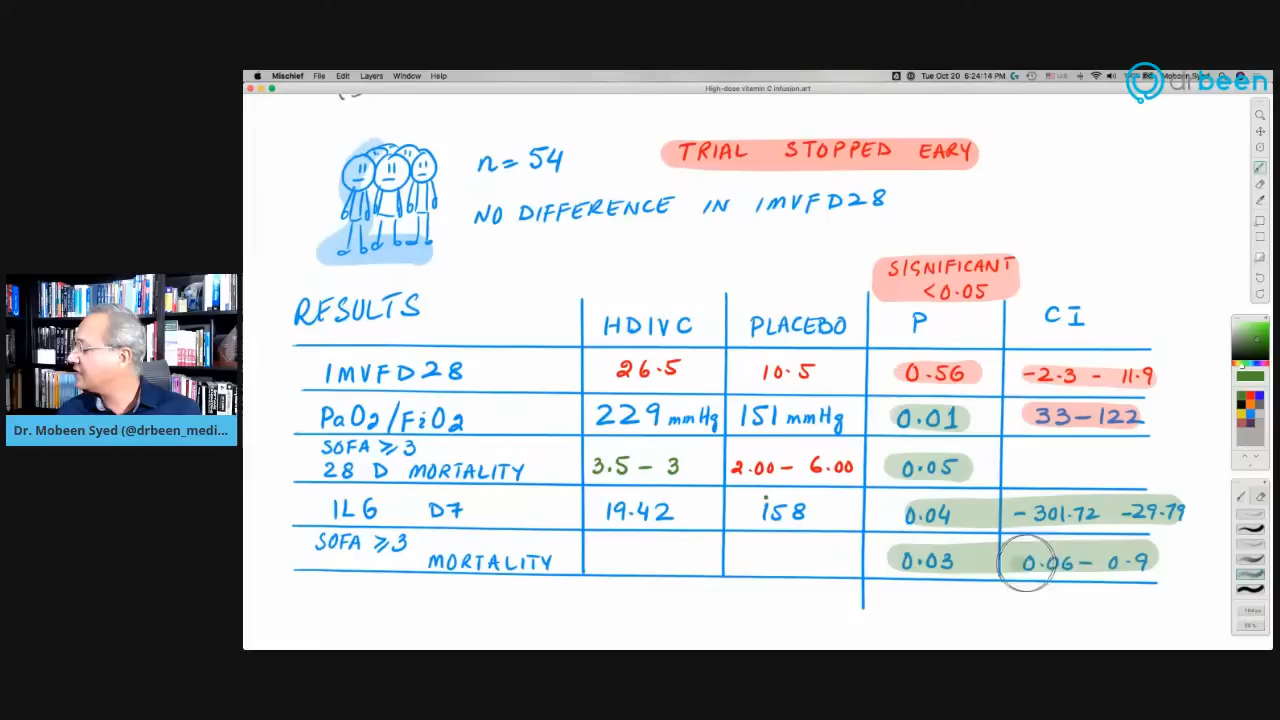 Mischief File Edit Layers Window Help
Tue Oct 20 6:24:14 PM
Mobeen Syed
drbeen
High-dose vitamin C infusion.art
n = 54
TRIAL STOPPED EARY
NO DIFFERENCE IN IMVFD28
SIGNIFICANT
<0.05
RESULTS HDIVC PLACEBO P CI
IMVFD28 26.5 10.5 0.56 -2.3 - 11.9
PaO2/FiO2 229 mmHg 151 mmHg 0.01 33-122
SOFA ≥3
28 D MORTALITY 3.5 - 3 2.00 - 6.00 0.05
IL6 D7 19.42 158 0.04 -301.72 -29.79
SOFA ≥3
MORTALITY 0.03 0.06 - 0.9
Dr. Mobeen Syed (@drbeen_medi...